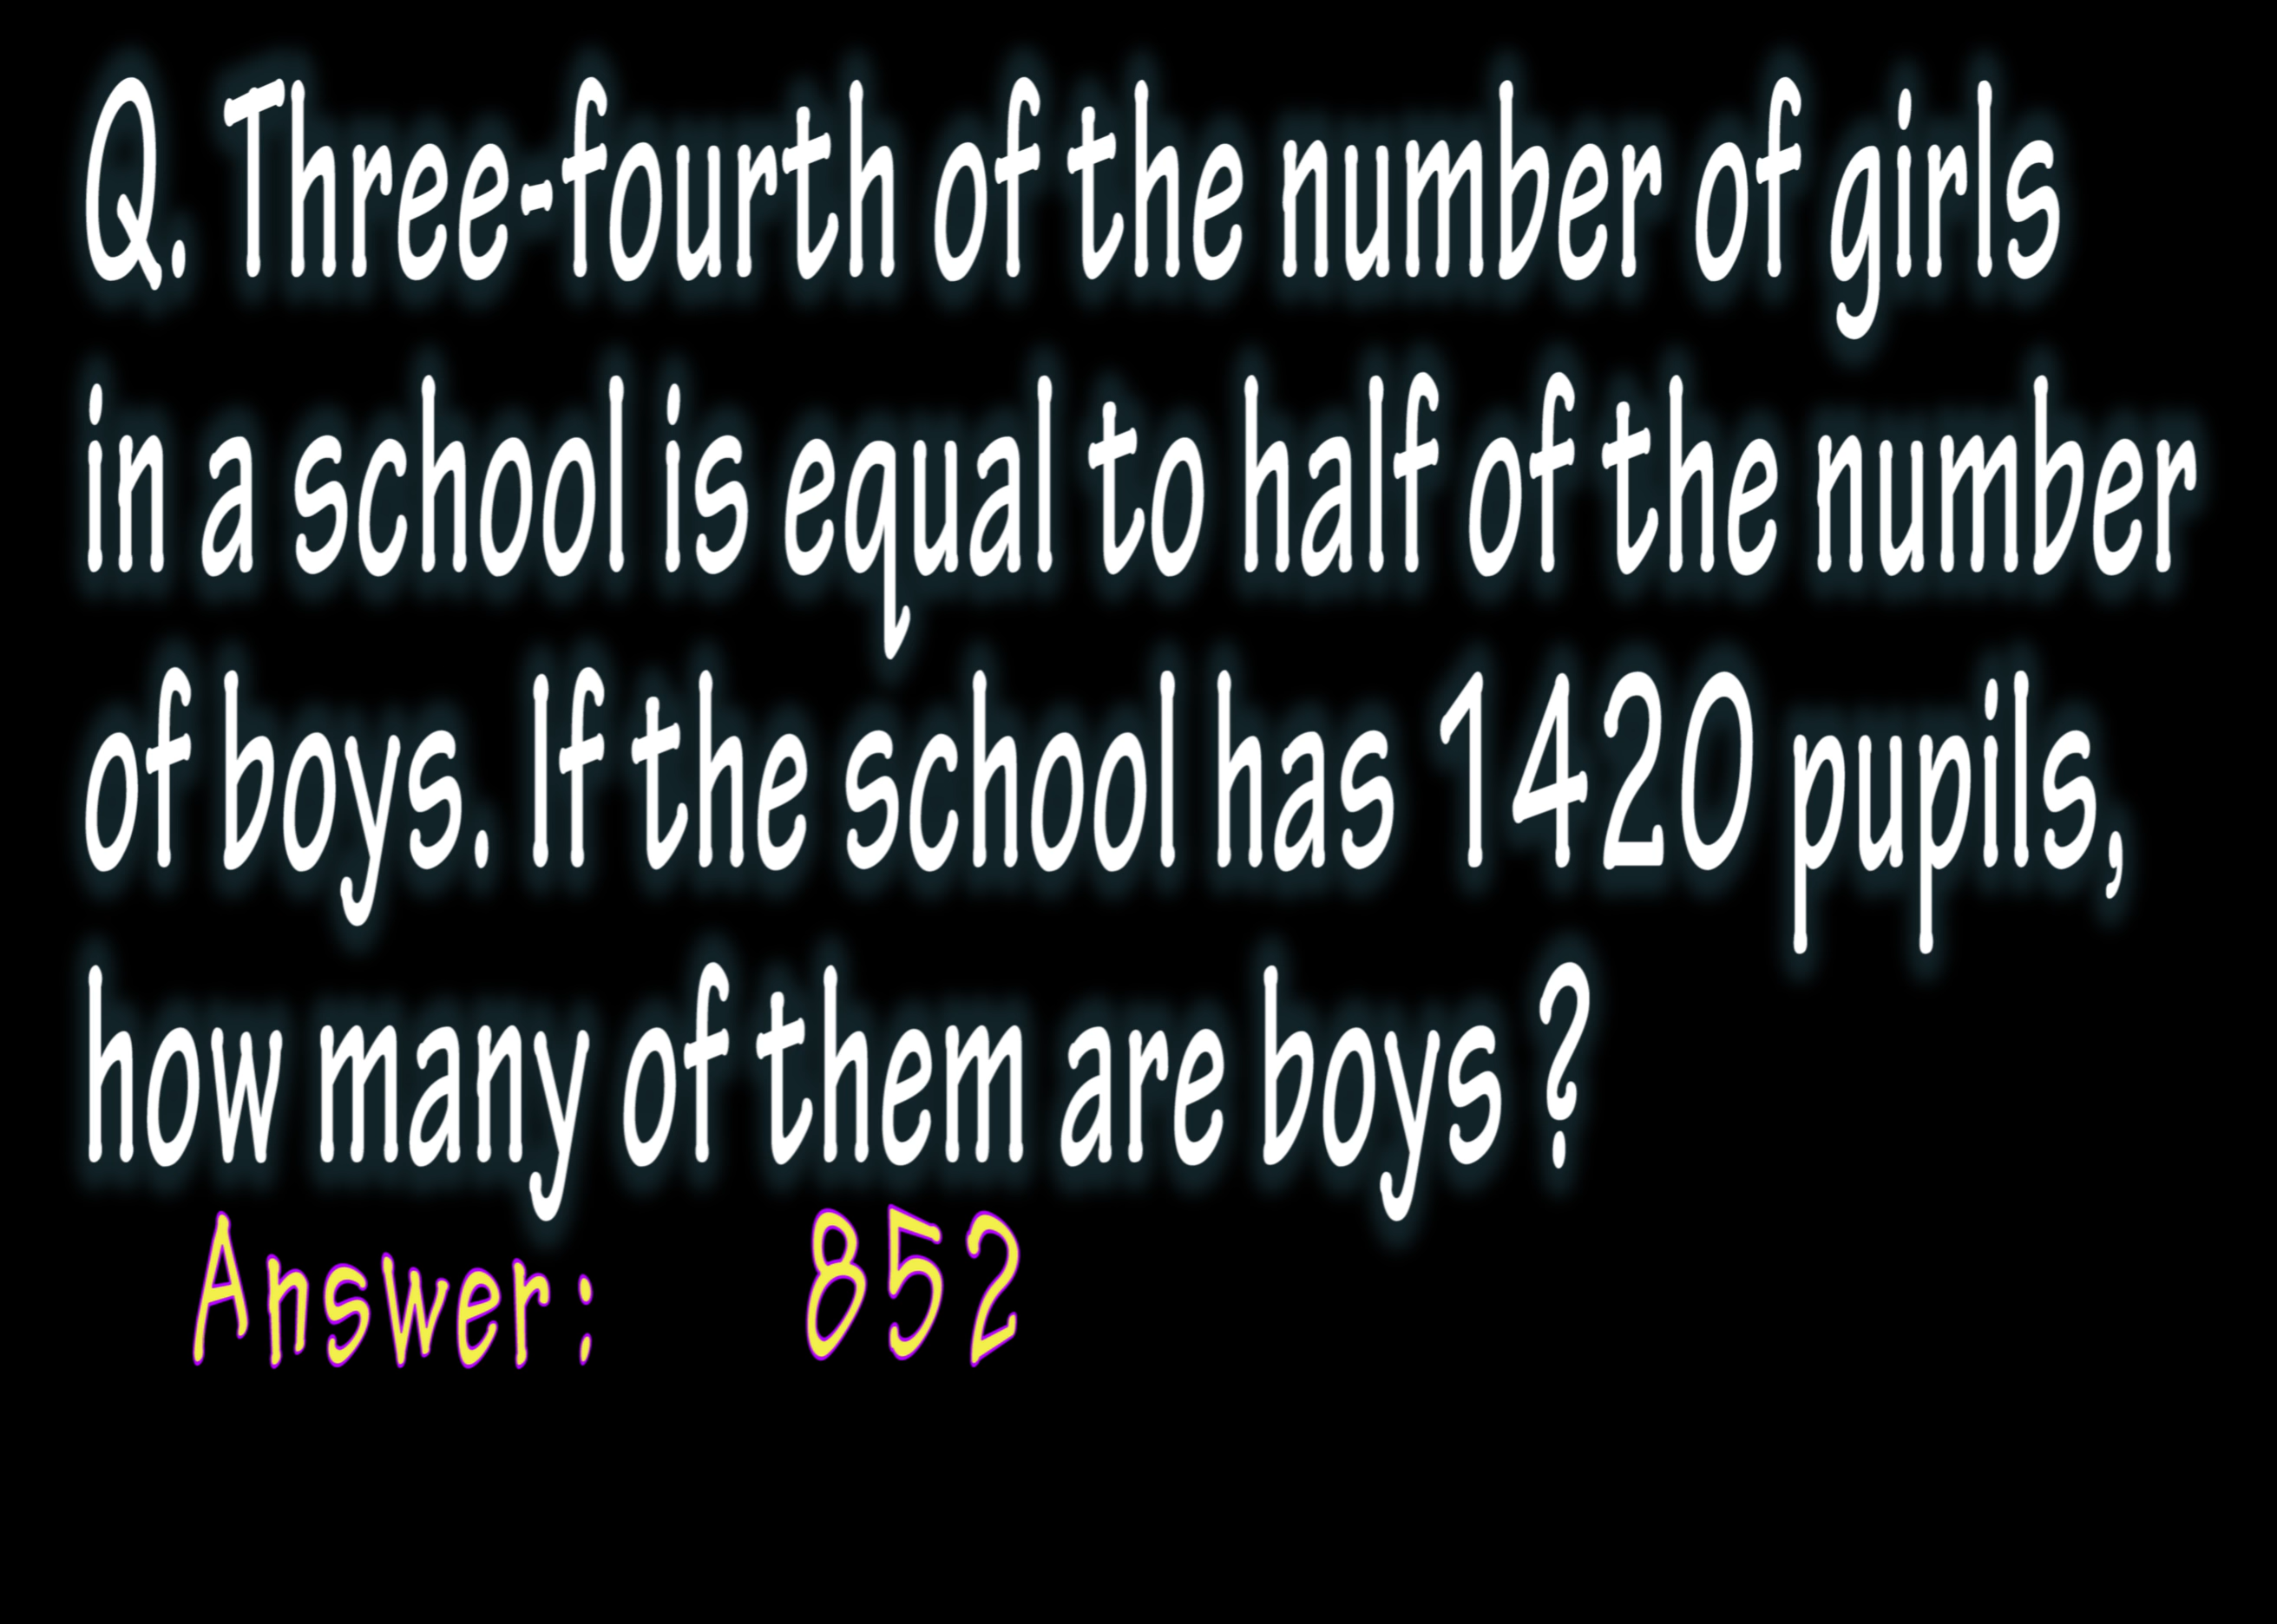 Q. Three-fourth of the number of girls
in a school is equal to half of the number
of boys. If the school has 1420 pupils,
how many of them are boys ?
Answer: 852